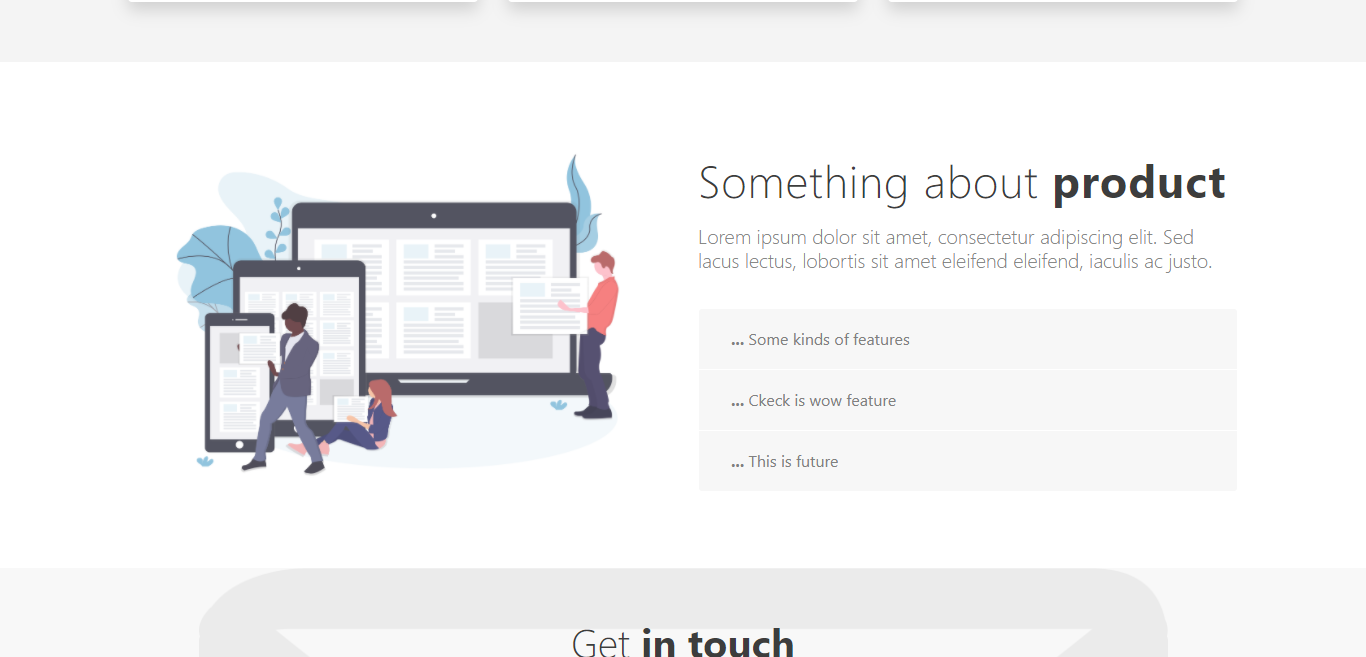 Something about product
Lorem ipsum dolor sit amet, consectetur adipiscing elit. Sed
lacus lectus, lobortis sit amet eleifend eleifend, iaculis ac justo.
... Some kinds of features
... Ckeck is wow feature
... This is future
Get in touch